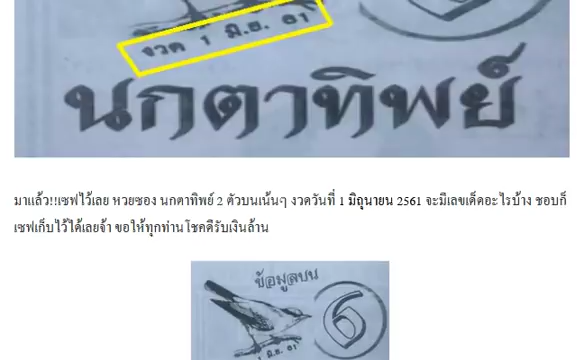 งวด 1 มิ.ย. 61
6
นกตาทิพย์
มาแล้ว!!เซฟไว้เลย หวยซอง นกตาทิพย์ 2 ตัวบนเน้นๆ งวดวันที่ 1 มิถุนายน 2561 จะมีเลขเด็ดอะไรบ้าง ชอบก็
เซฟเก็บไว้ได้เลยจ้า ขอให้ทุกท่านโชคดีรับเงินล้าน
ข้อมูลบน
6
มิ.ย. 61